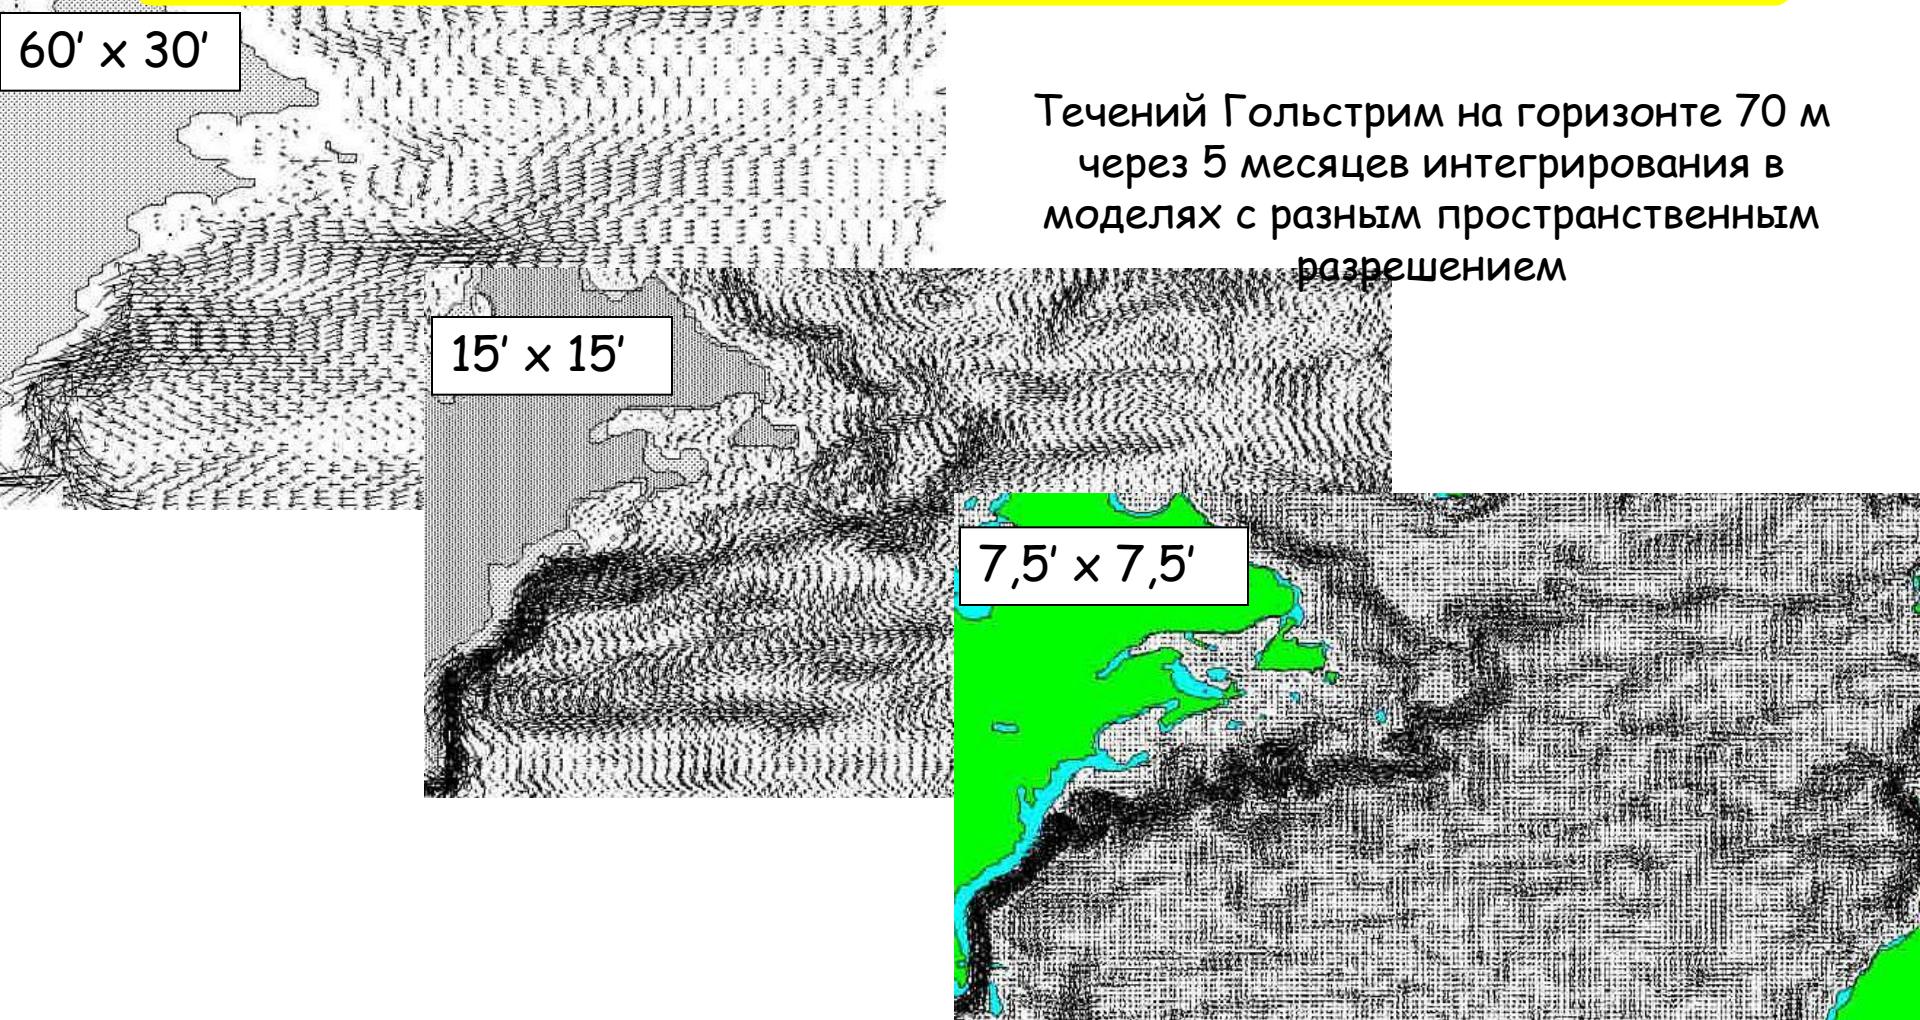 60' x 30'
Течений Гольстрим на горизонте 70 м
через 5 месяцев интегрирования в
моделях с разным пространственным
разрешением
15' x 15'
7,5' x 7,5'